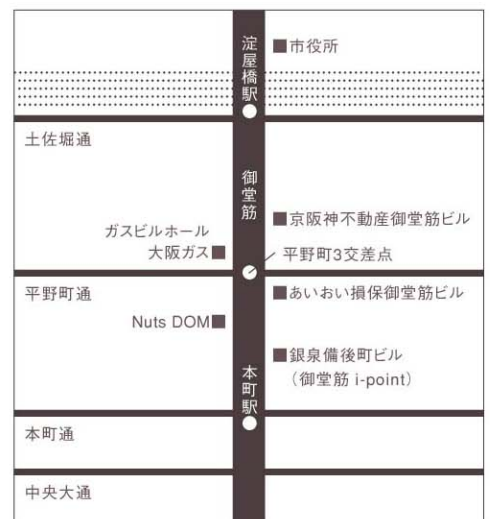 淀屋橋駅
■市役所
土佐堀通
御堂筋
■京阪神不動産御堂筋ビル
ガスビルホール
大阪ガス■
平野町3交差点
平野町通
■あいおい損保御堂筋ビル
Nuts DOM■
■銀泉備後町ビル
（御堂筋 i-point）
本町駅
本町通
中央大通